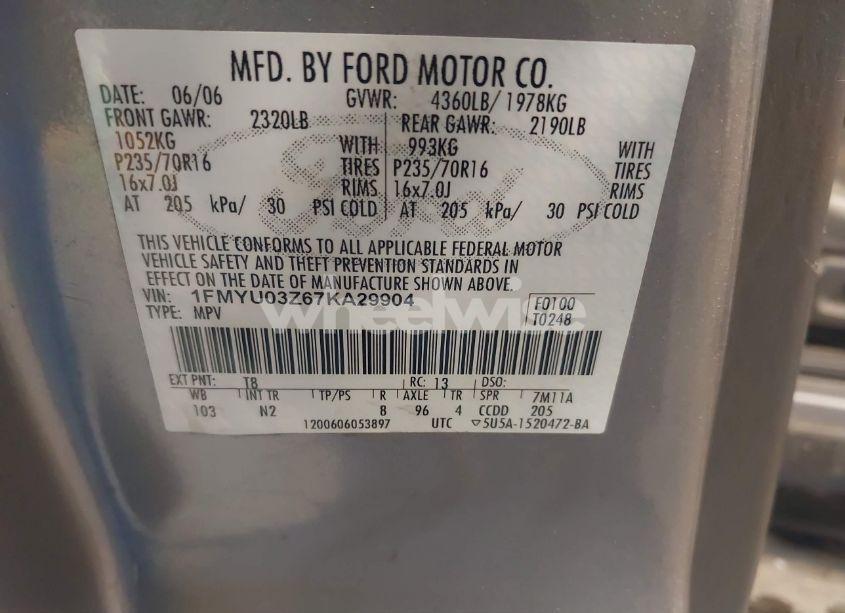 MFD. BY FORD MOTOR CO.
DATE: 06/06 GVWR: 4360LB/ 1978KG
FRONT GAWR: 2320LB REAR GAWR: 2190LB
1052KG WITH 993KG WITH
P235/70R16 TIRES P235/70R16 TIRES
16x7.0J RIMS 16x7.0J RIMS
AT 205 kPa/ 30 PSI COLD AT 205 kPa/ 30 PSI COLD
THIS VEHICLE CONFORMS TO ALL APPLICABLE FEDERAL MOTOR
VEHICLE SAFETY AND THEFT PREVENTION STANDARDS IN
EFFECT ON THE DATE OF MANUFACTURE SHOWN ABOVE.
VIN: 1FMYU03Z67KA29904 F0100
TYPE: MPV T0248
wheelwise
EXT PNT: T8 RC: 13 DSO:
WB INT TR TP/PS R AXLE TR SPR 7M11A
103 N2 8 96 4 CCDD 205
1200606053897 UTC ▽5U5A-1520472-BA